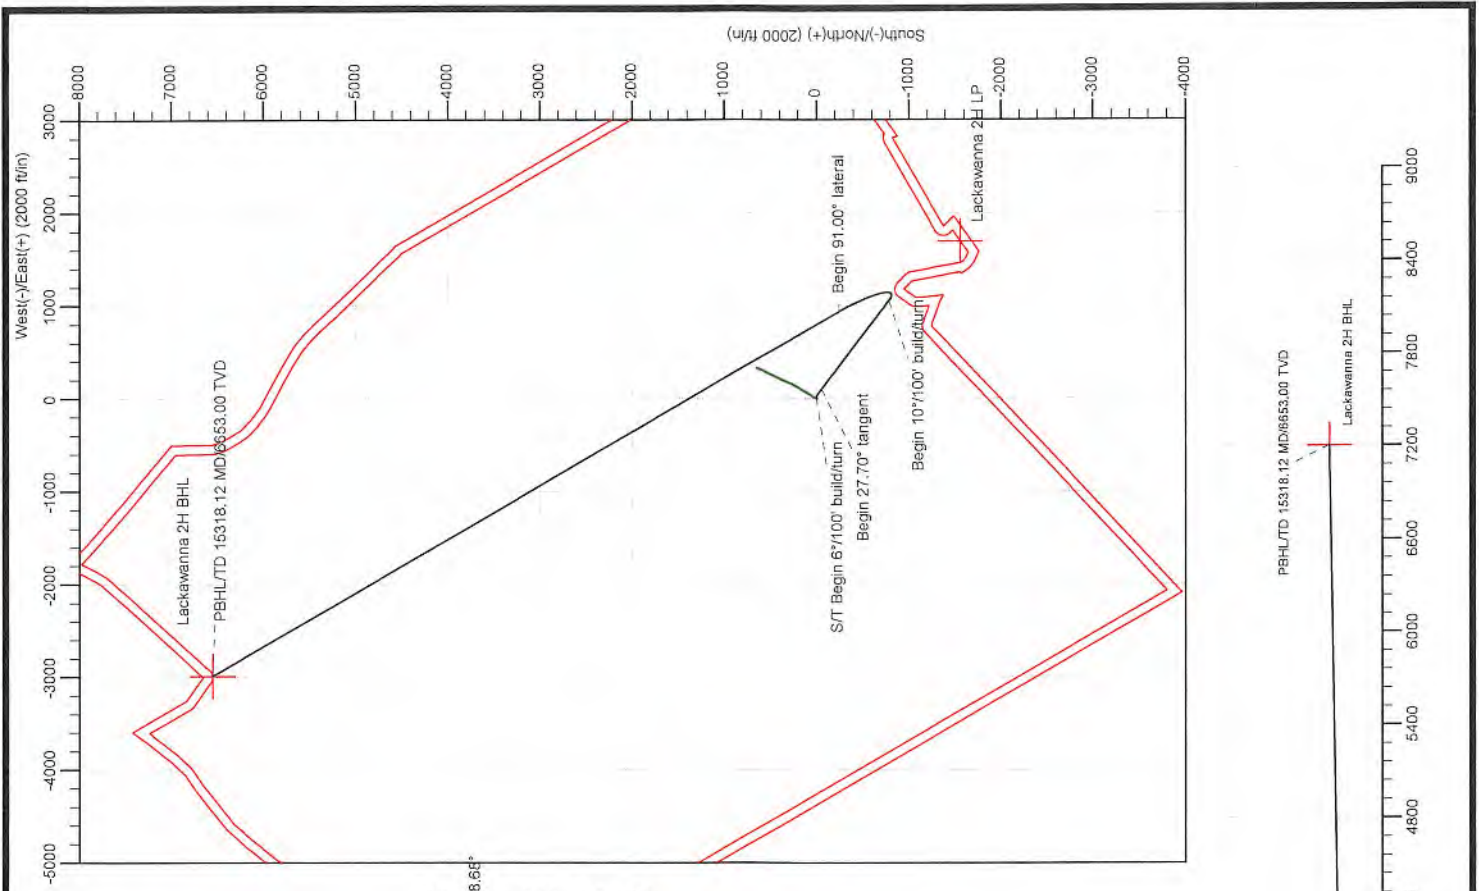 South(-)/North(+) (2000 ft/in)
8000
7000
6000
5000
4000
3000
2000
1000
0
-1000
-2000
-3000
-4000
West(-)/East(+) (2000 ft/in)
3000
2000
1000
0
-1000
-2000
-3000
-4000
-5000
Lackawanna 2H LP
Begin 91.00° lateral
Begin 10°/100' build/turn
Begin 27.70° tangent
S/T Begin 6°/100' build/turn
Lackawanna 2H BHL
PBHL/TD 15318.12 MD/6653.00 TVD
8.68°
PBHL/TD 15318.12 MD/6653.00 TVD
Lackawanna 2H BHL
9000
8400
7800
7200
6600
6000
5400
4800